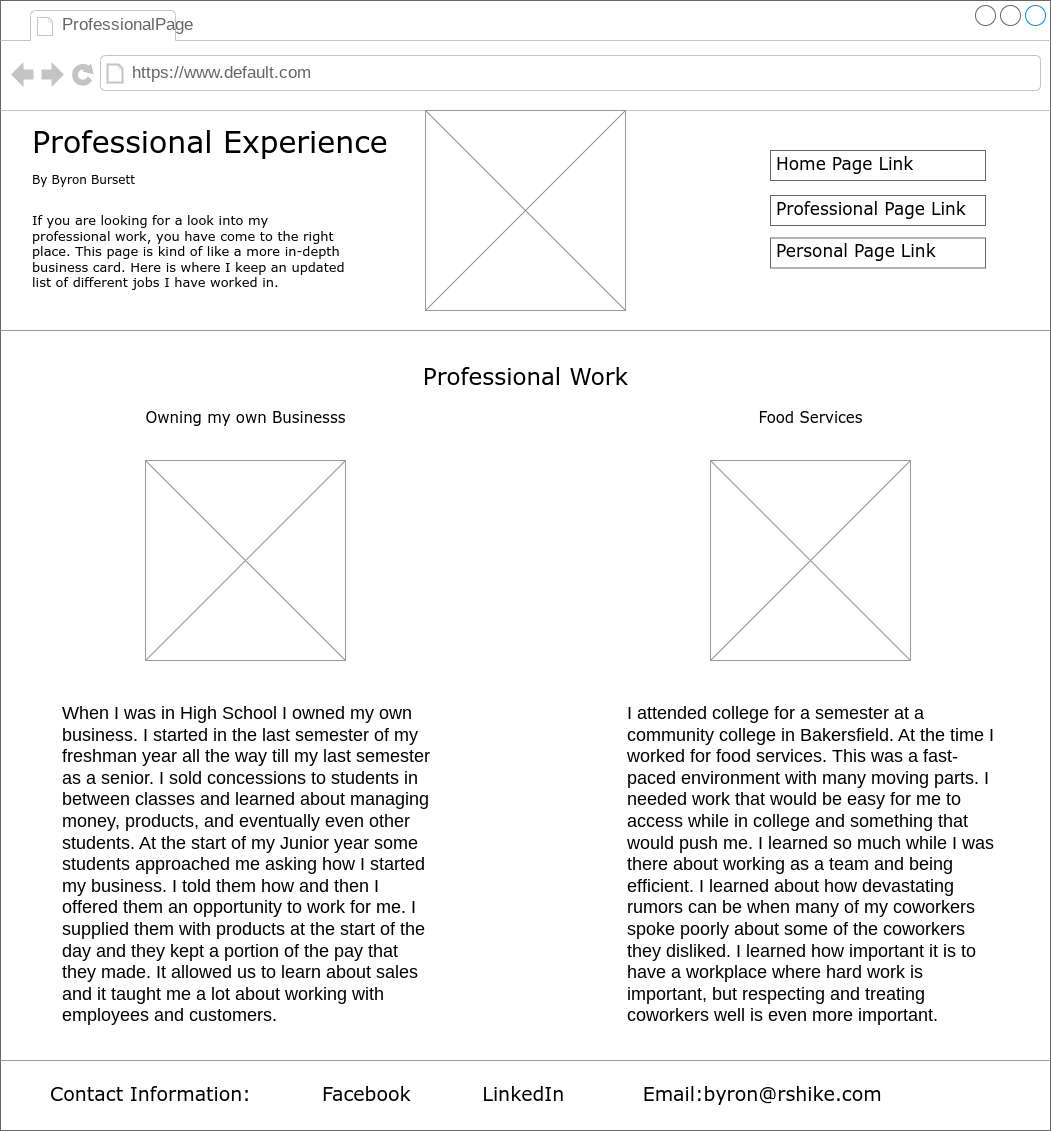 ProfessionalPage
https://www.default.com
Professional Experience
By Byron Bursett
If you are looking for a look into my
professional work, you have come to the right
place. This page is kind of like a more in-depth
business card. Here is where I keep an updated
list of different jobs I have worked in.
Home Page Link
Professional Page Link
Personal Page Link
Professional Work
Owning my own Businesss
When I was in High School I owned my own
business. I started in the last semester of my
freshman year all the way till my last semester
as a senior. I sold concessions to students in
between classes and learned about managing
money, products, and eventually even other
students. At the start of my Junior year some
students approached me asking how I started
my business. I told them how and then I
offered them an opportunity to work for me. I
supplied them with products at the start of the
day and they kept a portion of the pay that
they made. It allowed us to learn about sales
and it taught me a lot about working with
employees and customers.
Food Services
I attended college for a semester at a
community college in Bakersfield. At the time I
worked for food services. This was a fast-
paced environment with many moving parts. I
needed work that would be easy for me to
access while in college and something that
would push me. I learned so much while I was
there about working as a team and being
efficient. I learned about how devastating
rumors can be when many of my coworkers
spoke poorly about some of the coworkers
they disliked. I learned how important it is to
have a workplace where hard work is
important, but respecting and treating
coworkers well is even more important.
Contact Information:
Facebook
LinkedIn
Email:byron@rshike.com